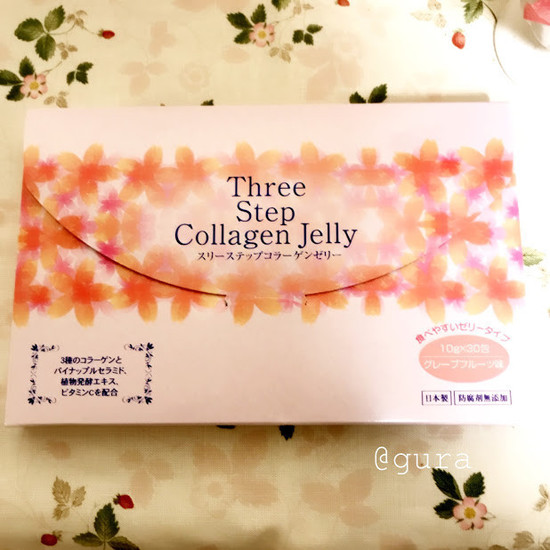 Three
Step
Collagen Jelly
スリーステップコラーゲンゼリー
食べやすいゼリータイプ
10g×30包
グレープフルーツ味
3種のコラーゲンと
パイナップルセラミド、
植物発酵エキス、
ビタミンCを配合
日本製 防腐剤無添加
@gura